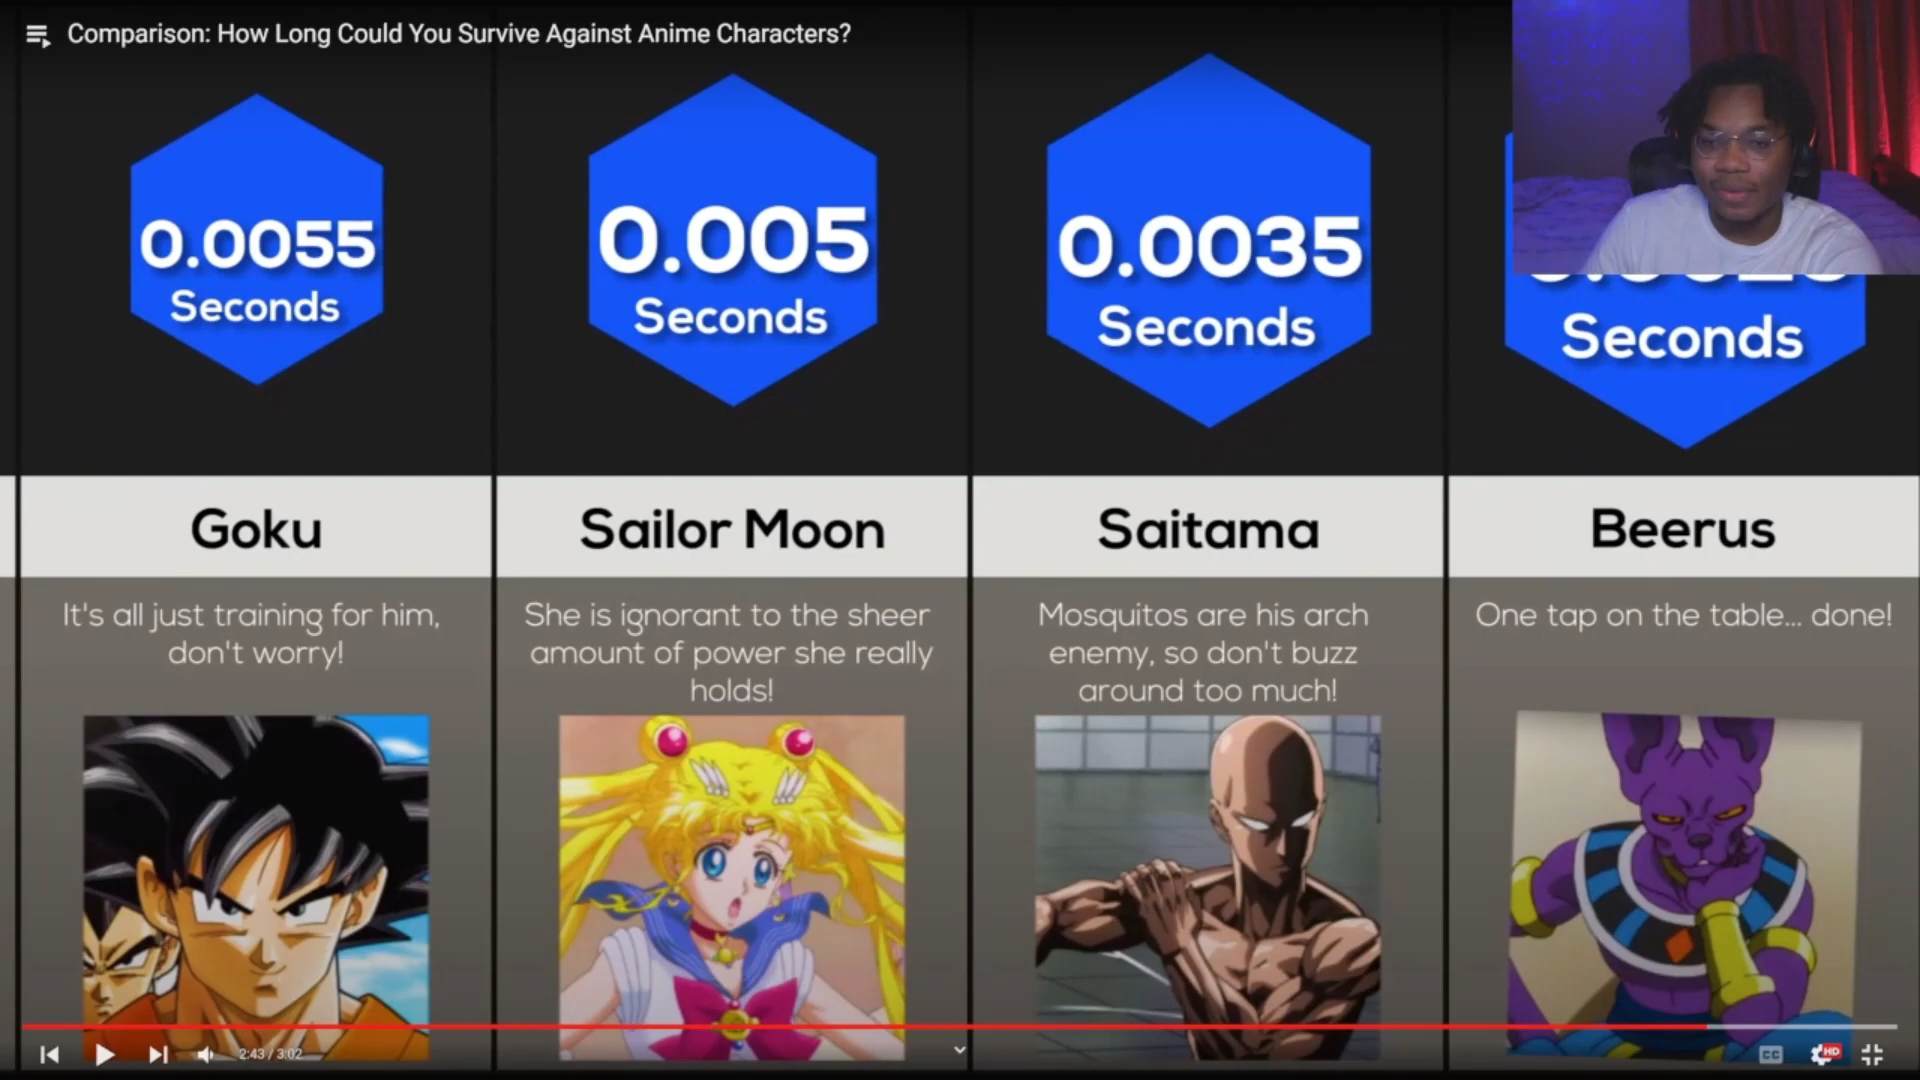 Comparison: How Long Could You Survive Against Anime Characters?
0.0055
Seconds
0.005
Seconds
0.0035
Seconds
Seconds
Goku
Sailor Moon
Saitama
Beerus
It's all just training for him,
don't worry!
She is ignorant to the sheer
amount of power she really
holds!
Mosquitos are his arch
enemy, so don't buzz
around too much!
One tap on the table... done!
2:43 / 3:02
CC
HD